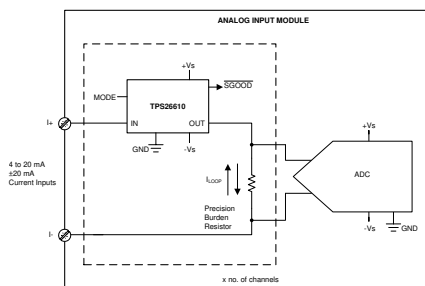 ANALOG INPUT MODULE
+Vs
MODE
SGOOD
TPS26610
I+
IN
OUT
GND
-Vs
+Vs
4 to 20 mA
±20 mA
Current Inputs
ILOOP
ADC
Precision
Burden
Resistor
-Vs
GND
I-
x no. of channels